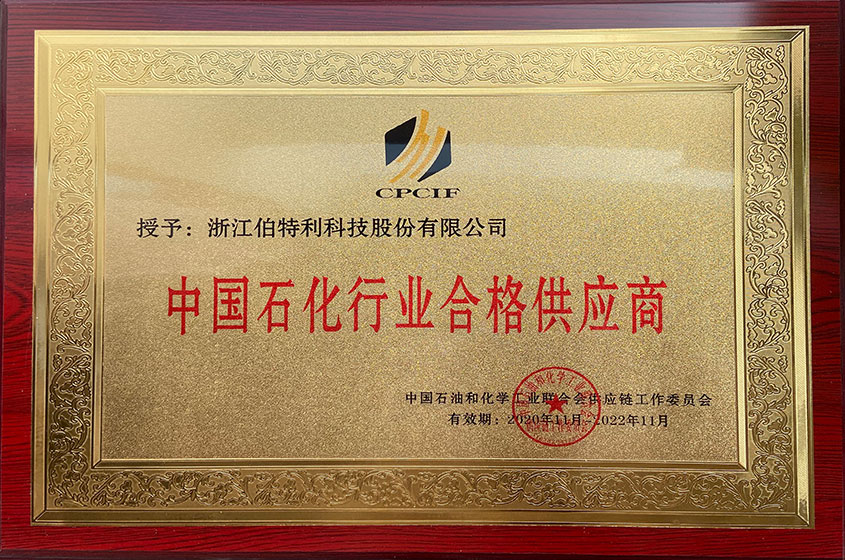 CPCIF
授予：浙江伯特利科技股份有限公司
中国石化行业合格供应商
中国石油和化学工业联合会供应链工作委员会
有效期：2020年11月-2022年11月